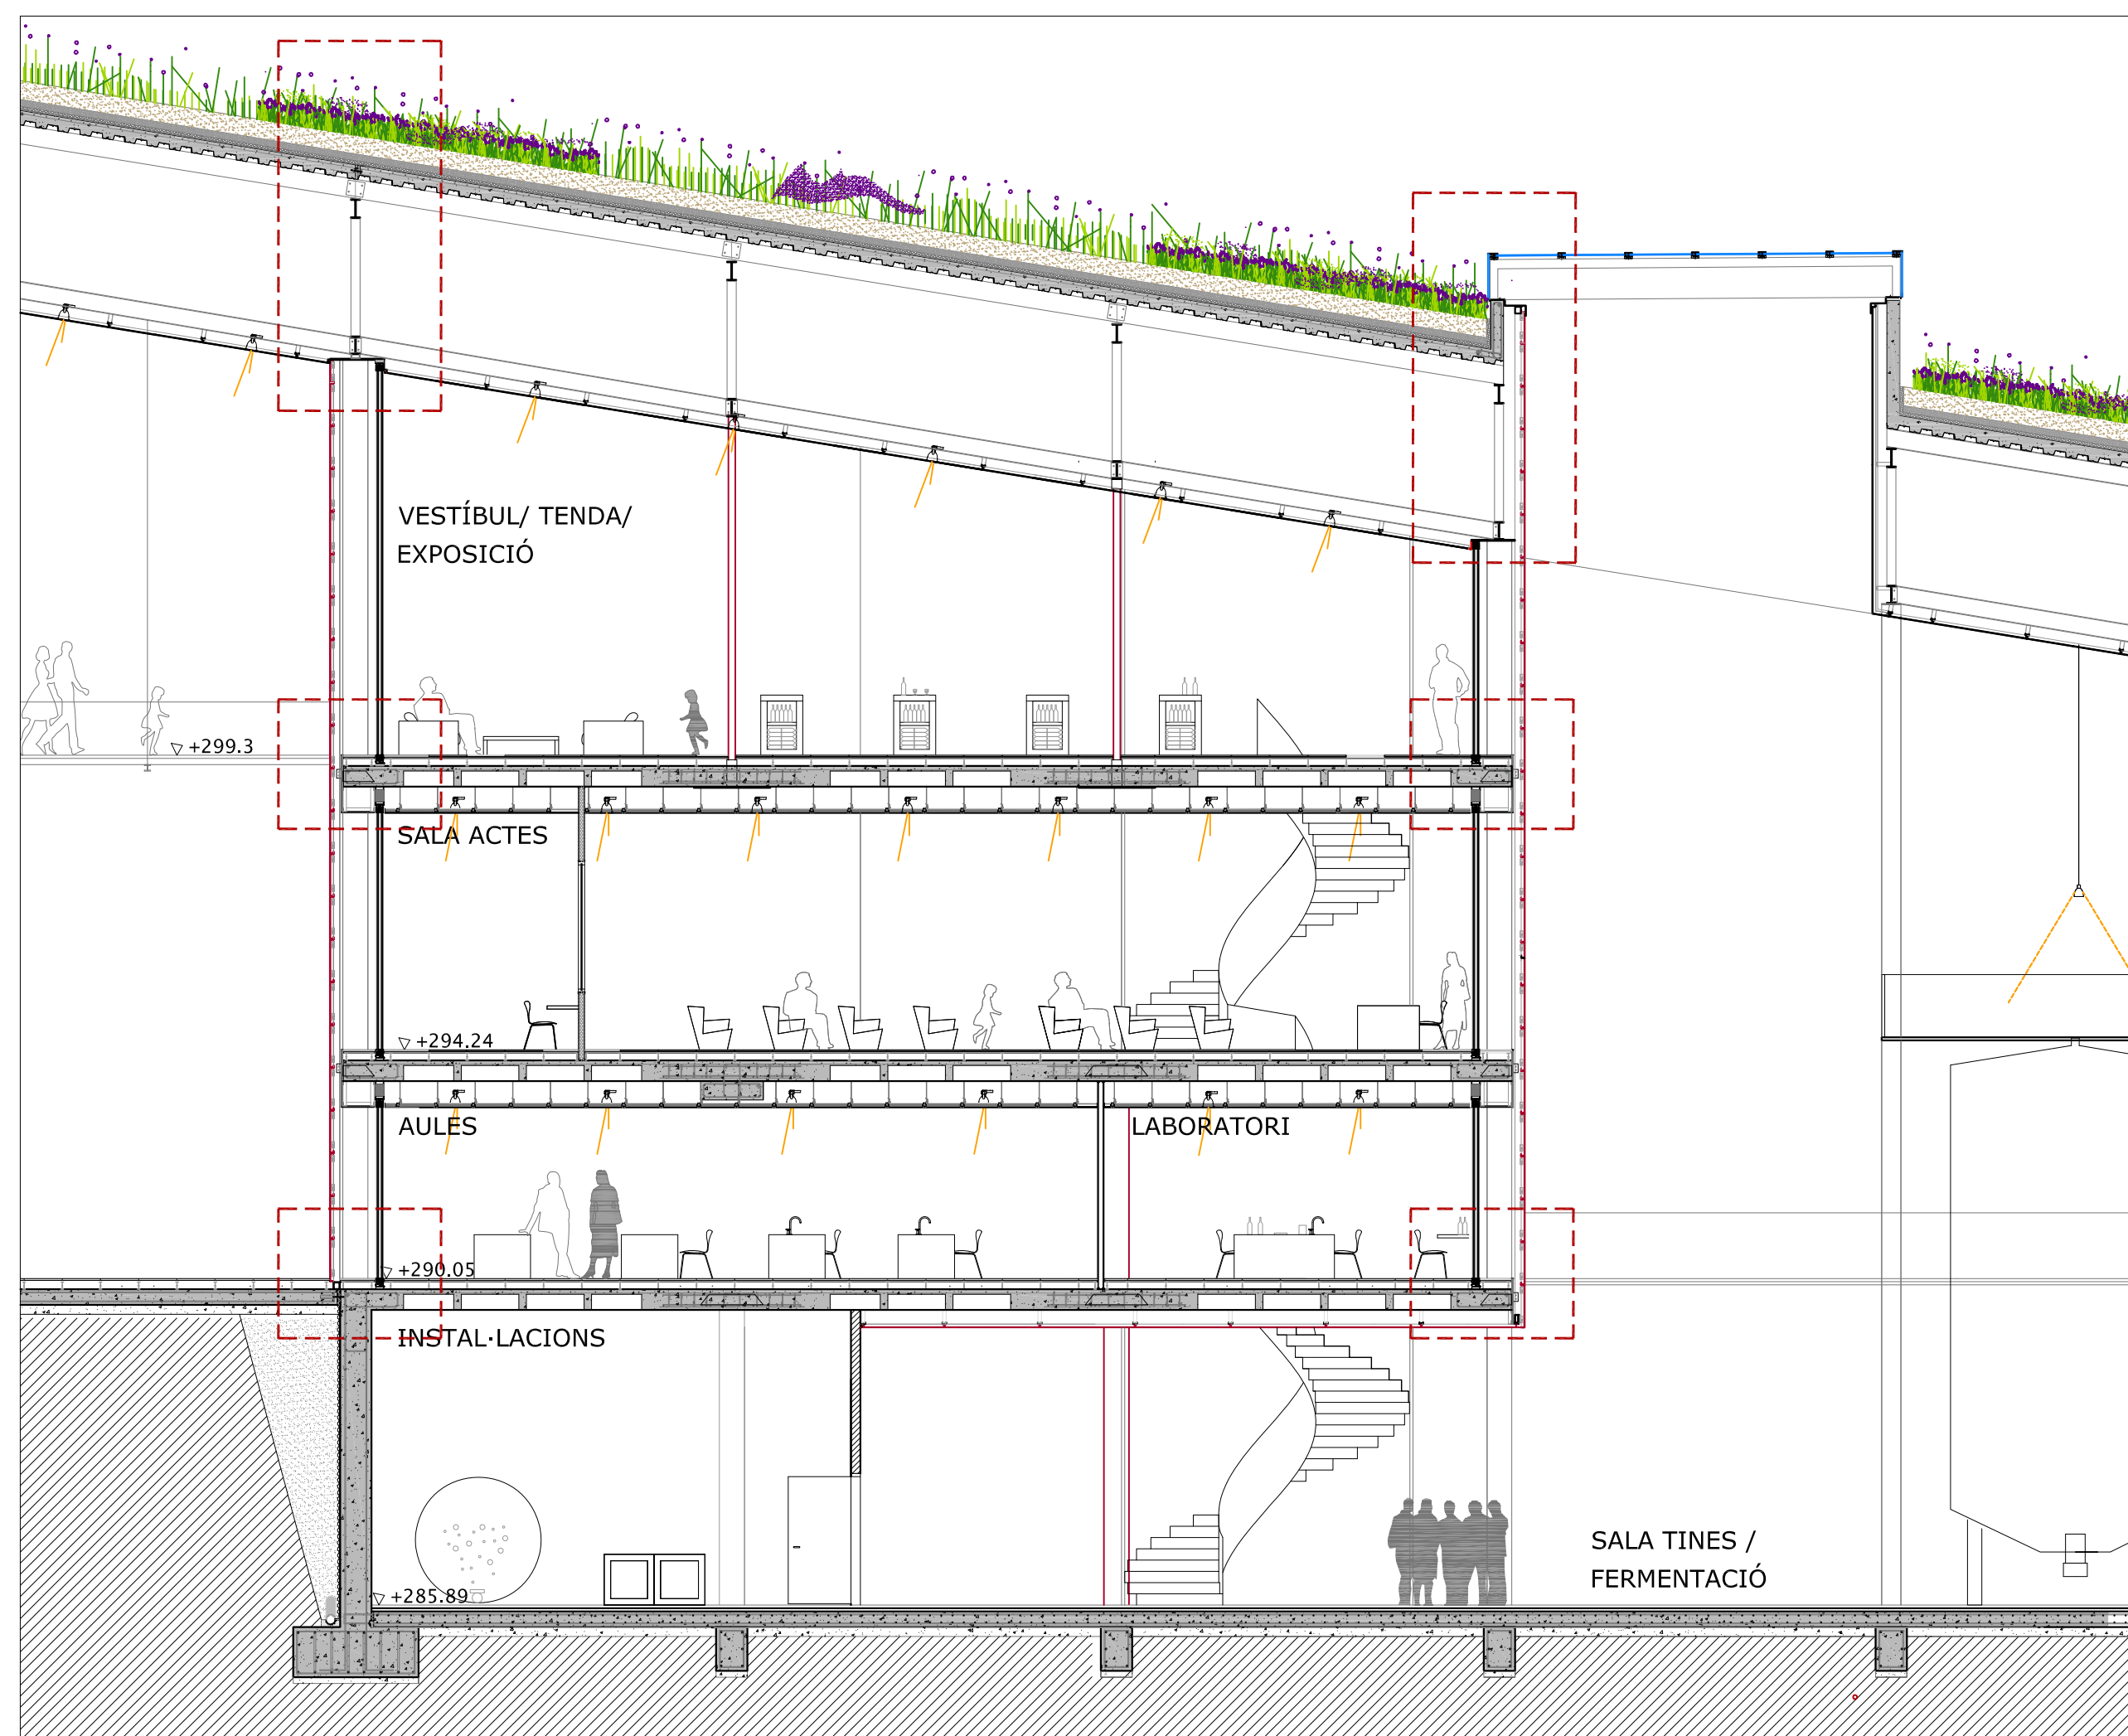 VESTÍBUL/ TENDA/
EXPOSICIÓ
+299.3
SALA ACTES
+294.24
AULES
LABORATORI
+290.05
INSTAL·LACIONS
SALA TINES /
FERMENTACIÓ
+285.89